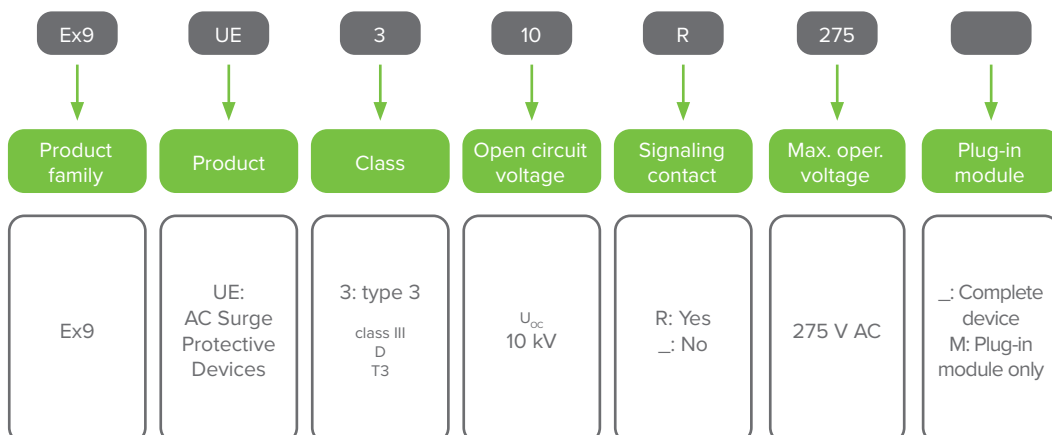 Ex9
UE
3
10
R
275
Product
family
Product
Class
Open circuit
voltage
Signaling
contact
Max. oper.
voltage
Plug-in
module
Ex9
UE:
AC Surge
Protective
Devices
3: type 3
class III
D
T3
Uoc
10 kV
R: Yes
_: No
275 V AC
_: Complete
device
M: Plug-in
module only